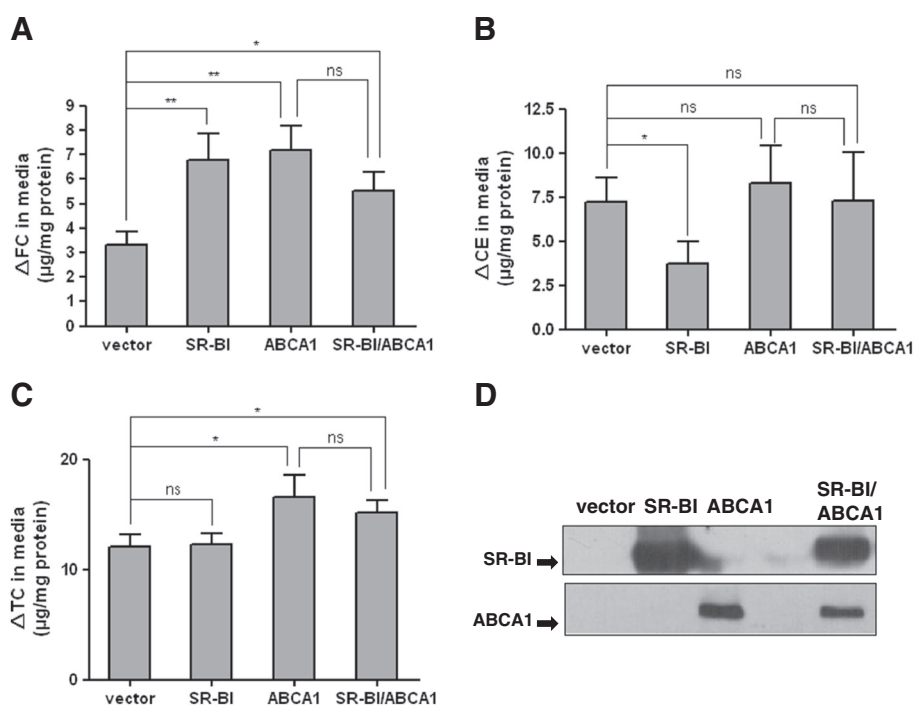 A
*
**
ns
**
9
8
7
6
5
4
3
2
1
0
△FC in media
(µg/mg protein)
vector SR-BI ABCA1 SR-BI/ABCA1
B
ns
ns
ns
*
12.5
10.0
7.5
5.0
2.5
0.0
△CE in media
(µg/mg protein)
vector SR-BI ABCA1 SR-BI/ABCA1
C
*
*
ns
ns
20
10
0
△TC in media
(µg/mg protein)
vector SR-BI ABCA1 SR-BI/ABCA1
D
vector SR-BI ABCA1 SR-BI/
ABCA1
SR-BI
ABCA1